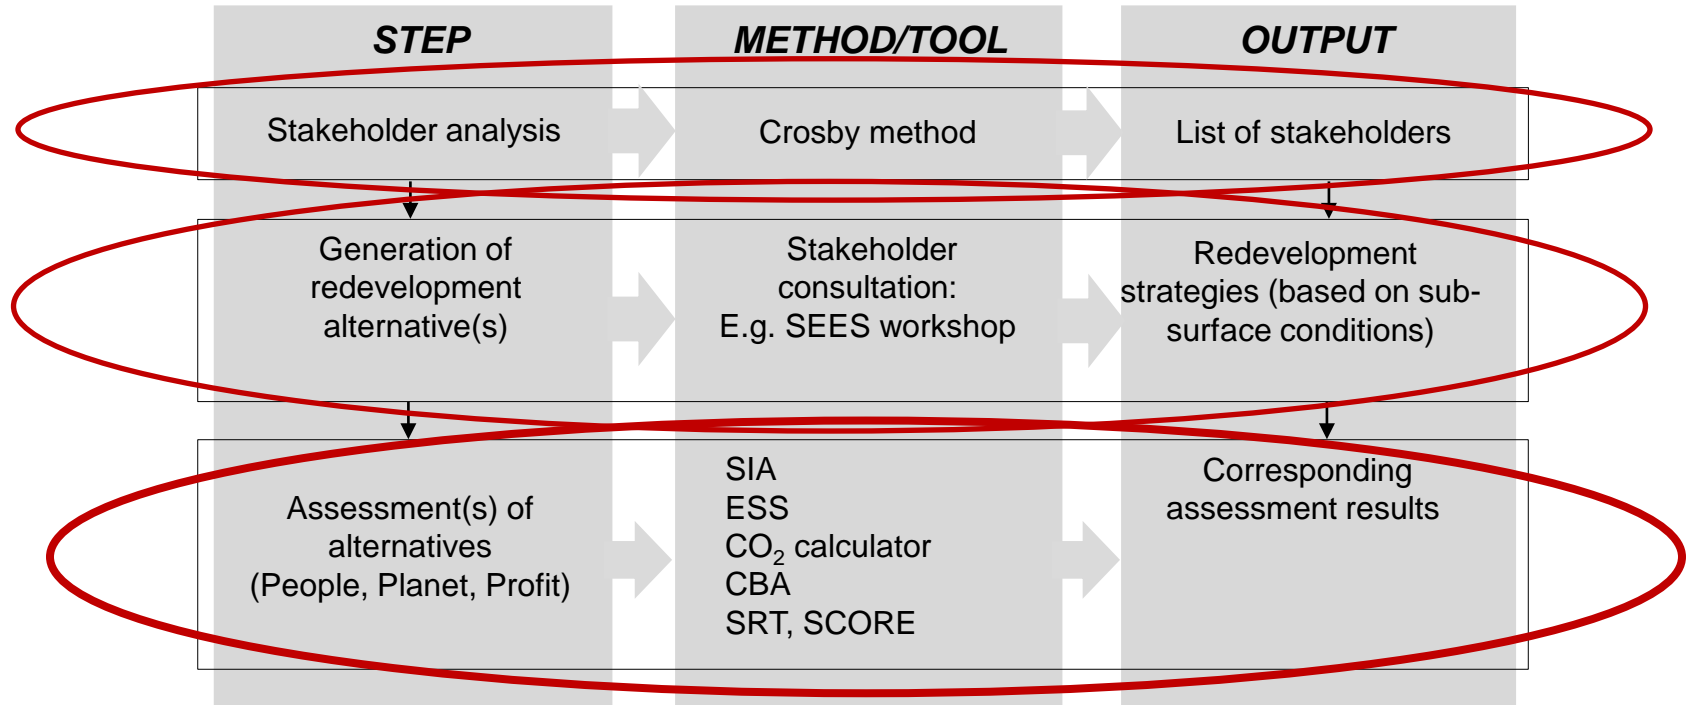 STEP
METHOD/TOOL
OUTPUT
Stakeholder analysis
Crosby method
List of stakeholders
Generation of
redevelopment
alternative(s)
Stakeholder
consultation:
E.g. SEES workshop
Redevelopment
strategies (based on sub-
surface conditions)
Assessment(s) of
alternatives
(People, Planet, Profit)
SIA
ESS
CO₂ calculator
CBA
SRT, SCORE
Corresponding
assessment results